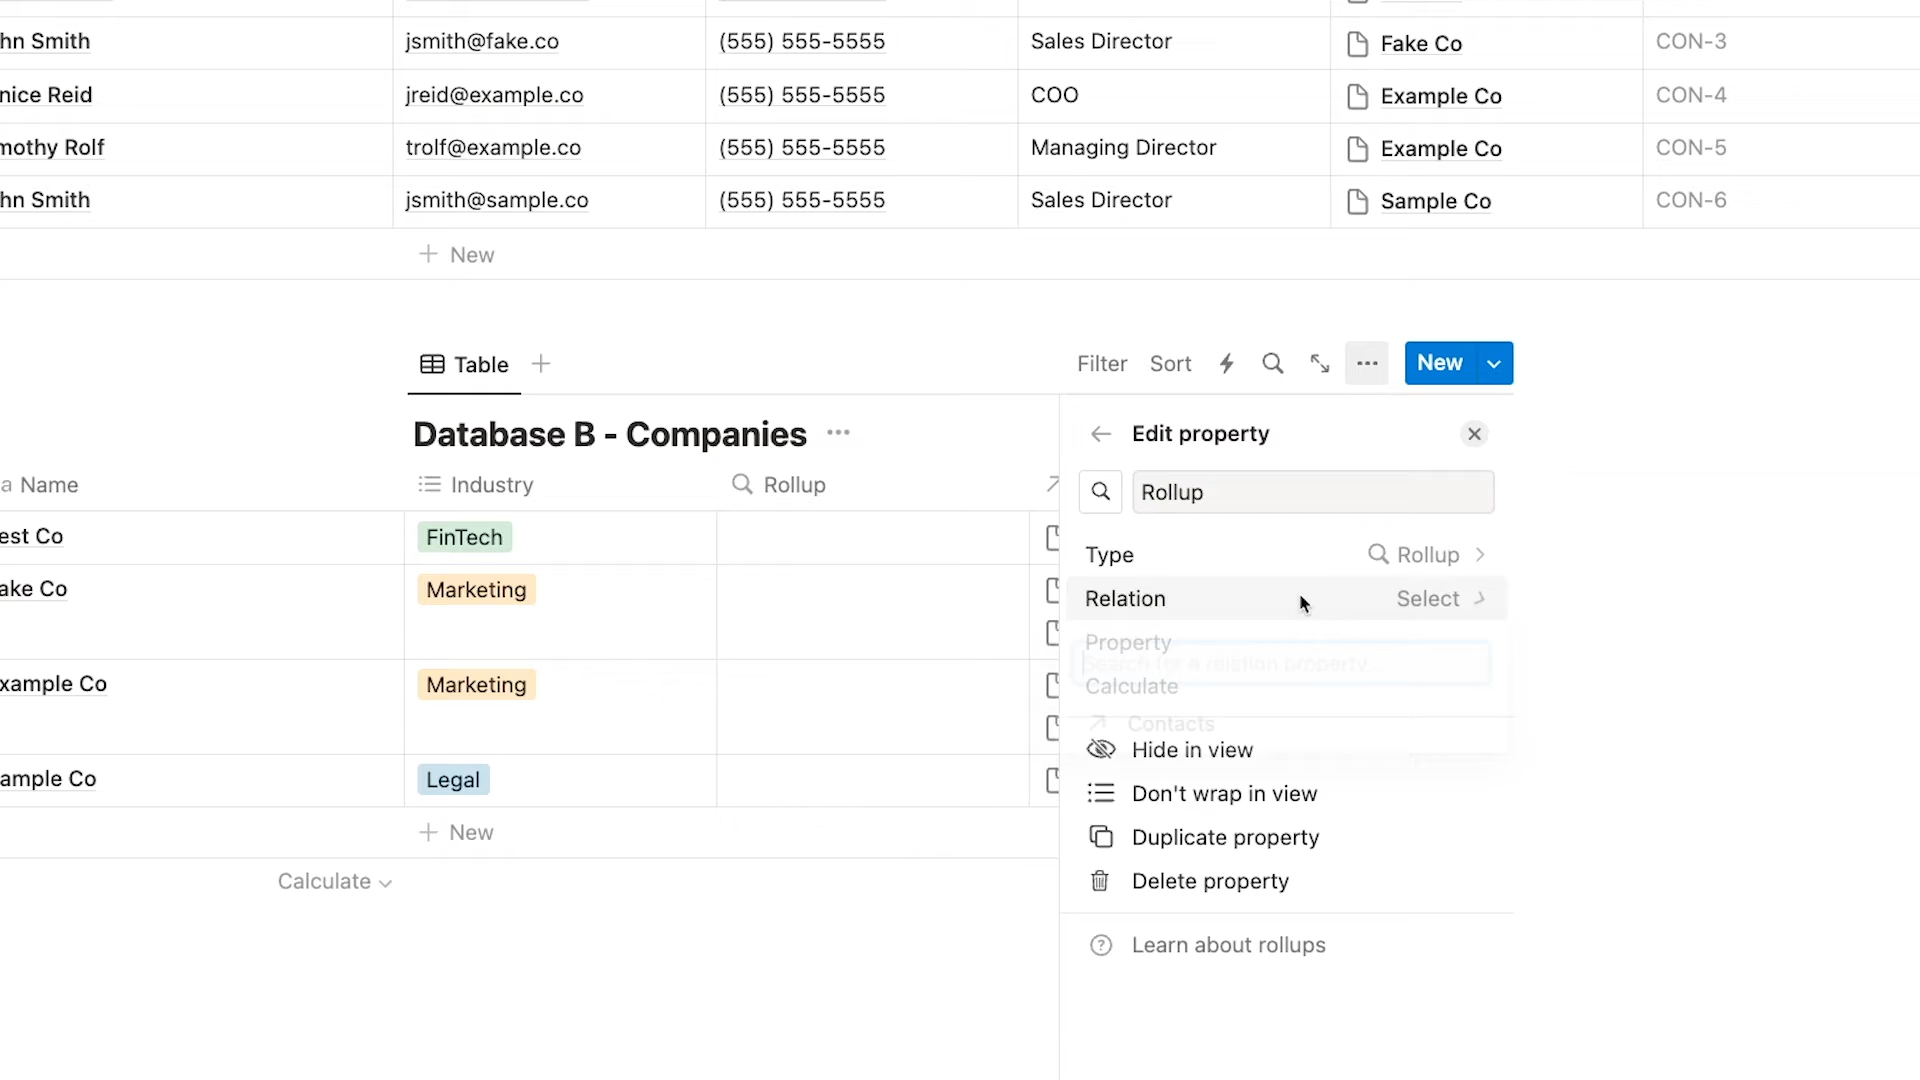 hn Smith jsmith@fake.co (555) 555-5555 Sales Director Fake Co CON-3
nice Reid jreid@example.co (555) 555-5555 COO Example Co CON-4
mothy Rolf trolf@example.co (555) 555-5555 Managing Director Example Co CON-5
hn Smith jsmith@sample.co (555) 555-5555 Sales Director Sample Co CON-6
New
Table Filter Sort New
Database B - Companies
a Name Industry Rollup
est Co FinTech
ake Co Marketing
xample Co Marketing
ample Co Legal
New
Calculate
Edit property
Rollup
Type Rollup
Relation Select
Property
Search for a relation property...
Calculate
Contacts
Hide in view
Don't wrap in view
Duplicate property
Delete property
Learn about rollups